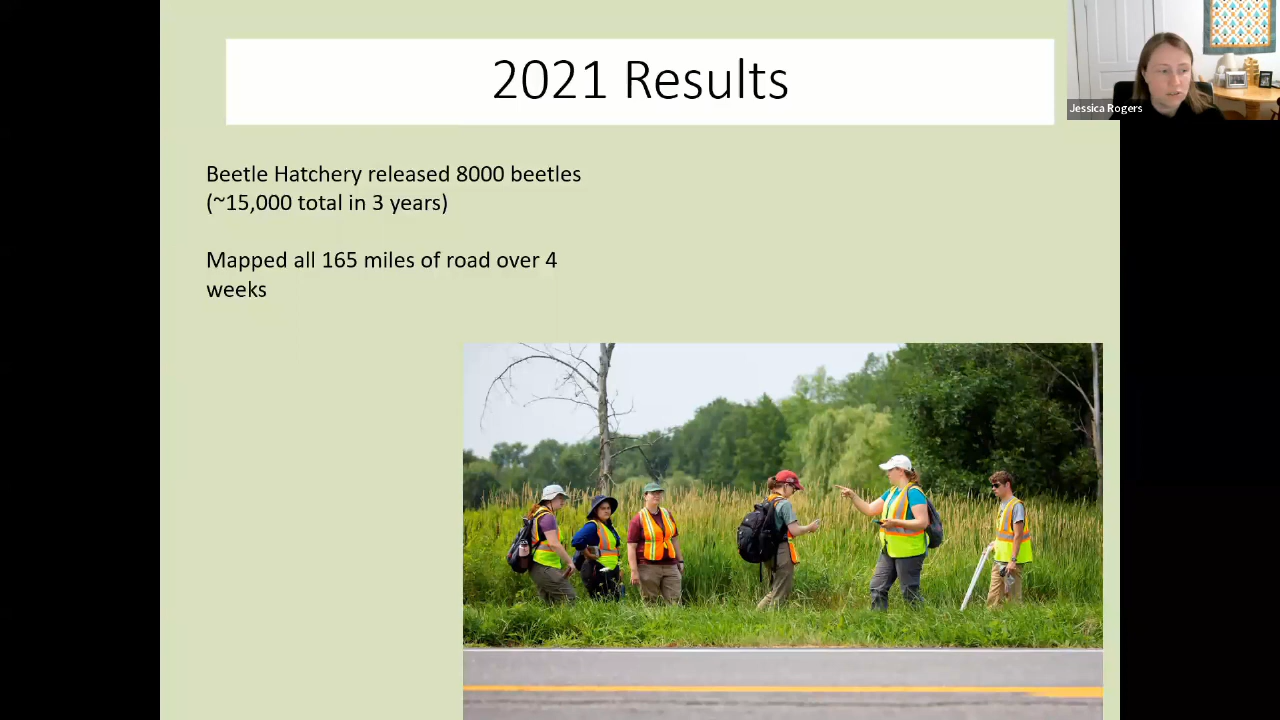 2021 Results
Jessica Rogers
Beetle Hatchery released 8000 beetles
(~15,000 total in 3 years)
Mapped all 165 miles of road over 4
weeks